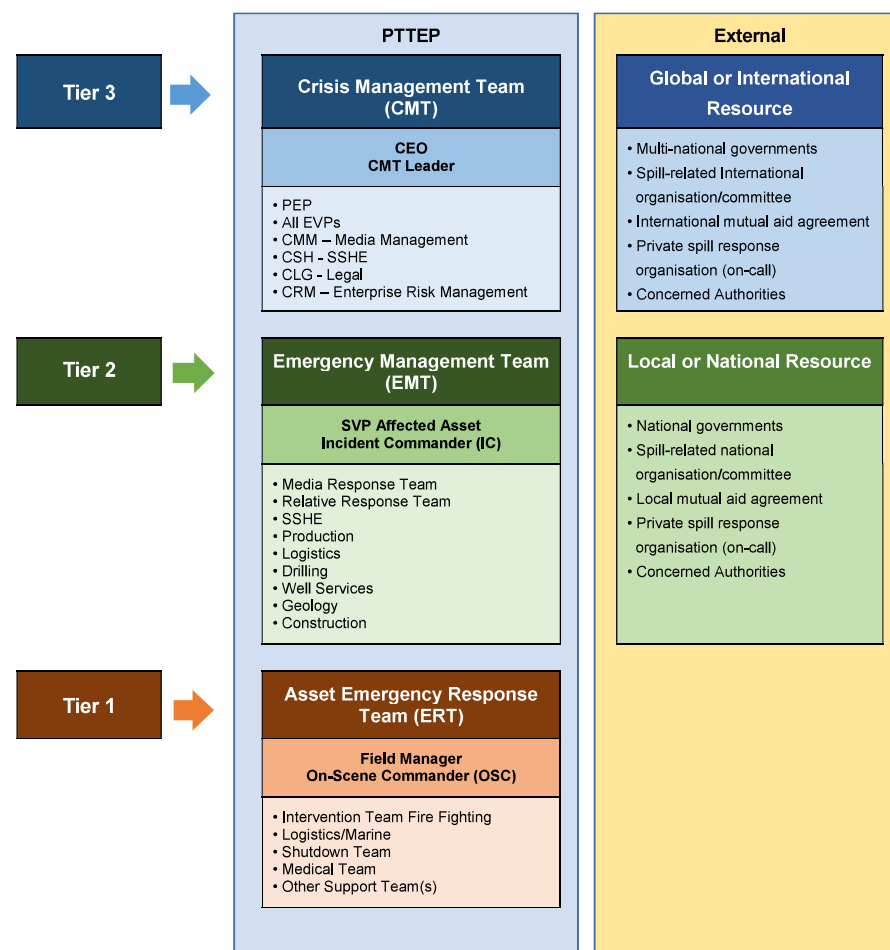 PTTEP
External
Tier 3
Crisis Management Team
(CMT)
CEO
CMT Leader
• PEP
• All EVPs
• CMM – Media Management
• CSH - SSHE
• CLG - Legal
• CRM – Enterprise Risk Management
Global or International
Resource
• Multi-national governments
• Spill-related International
organisation/committee
• International mutual aid agreement
• Private spill response
organisation (on-call)
• Concerned Authorities
Tier 2
Emergency Management Team
(EMT)
SVP Affected Asset
Incident Commander (IC)
• Media Response Team
• Relative Response Team
• SSHE
• Production
• Logistics
• Drilling
• Well Services
• Geology
• Construction
Local or National Resource
• National governments
• Spill-related national
organisation/committee
• Local mutual aid agreement
• Private spill response
organisation (on-call)
• Concerned Authorities
Tier 1
Asset Emergency Response
Team (ERT)
Field Manager
On-Scene Commander (OSC)
• Intervention Team Fire Fighting
• Logistics/Marine
• Shutdown Team
• Medical Team
• Other Support Team(s)